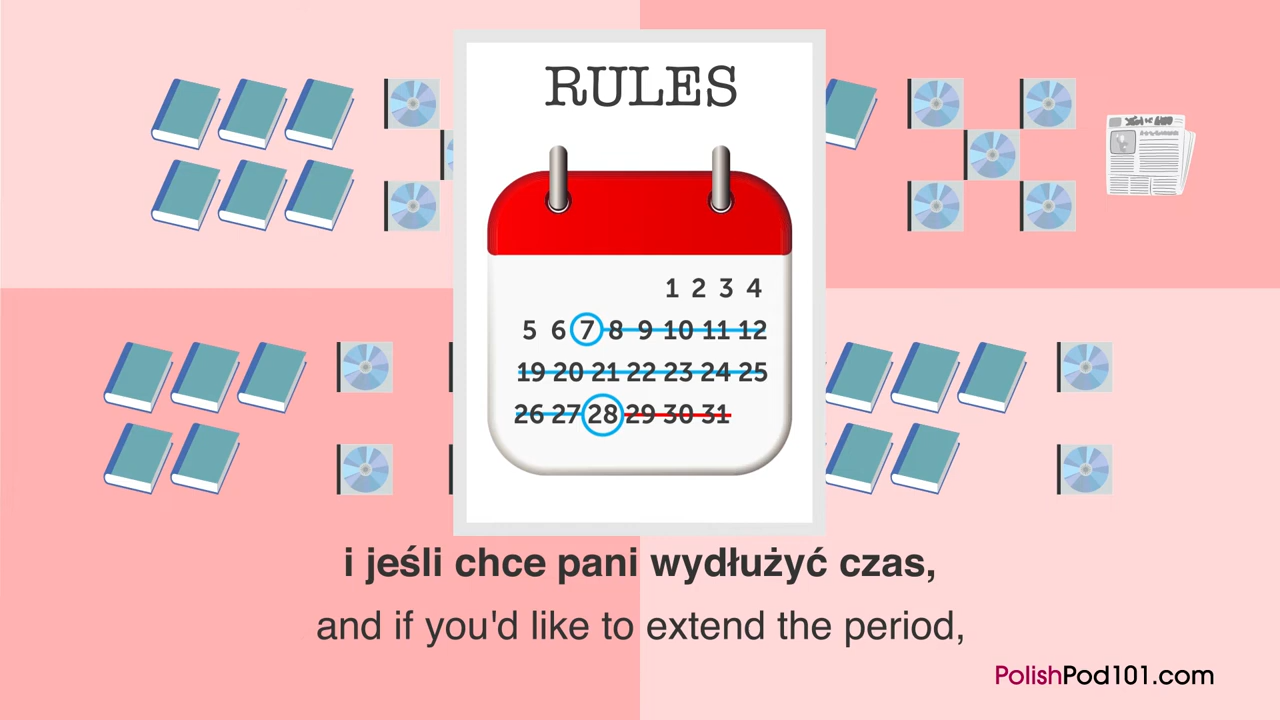 RULES
1 2 3 4
5 6 7 8 9 10 11 12
19 20 21 22 23 24 25
26 27 28 29 30 31
i jeśli chce pani wydłużyć czas,
and if you'd like to extend the period,
PolishPod101.com